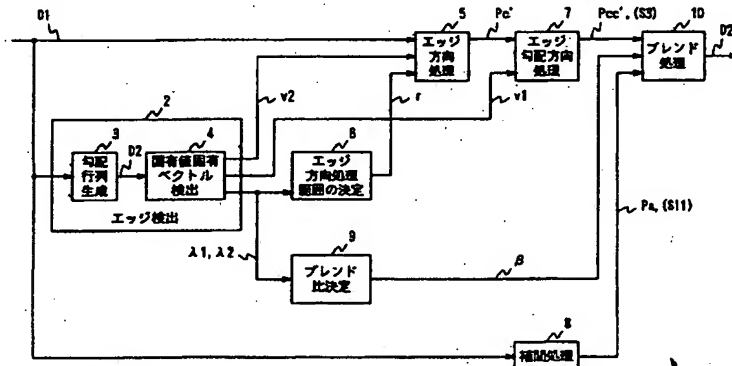 D1
5
Pc'
7
Pcc', (S3)
10
エッジ
方向
処理
エッジ
勾配方向
処理
ブレンド
処理
D2
2
v2
r
v1
3
4
6
勾配
行列
生成
D2
固有値固有
ベクトル
検出
エッジ
方向処理
範囲の決定
エッジ検出
Pa, (S11)
λ1, λ2
9
ブレンド
比決定
β
8
補間処理